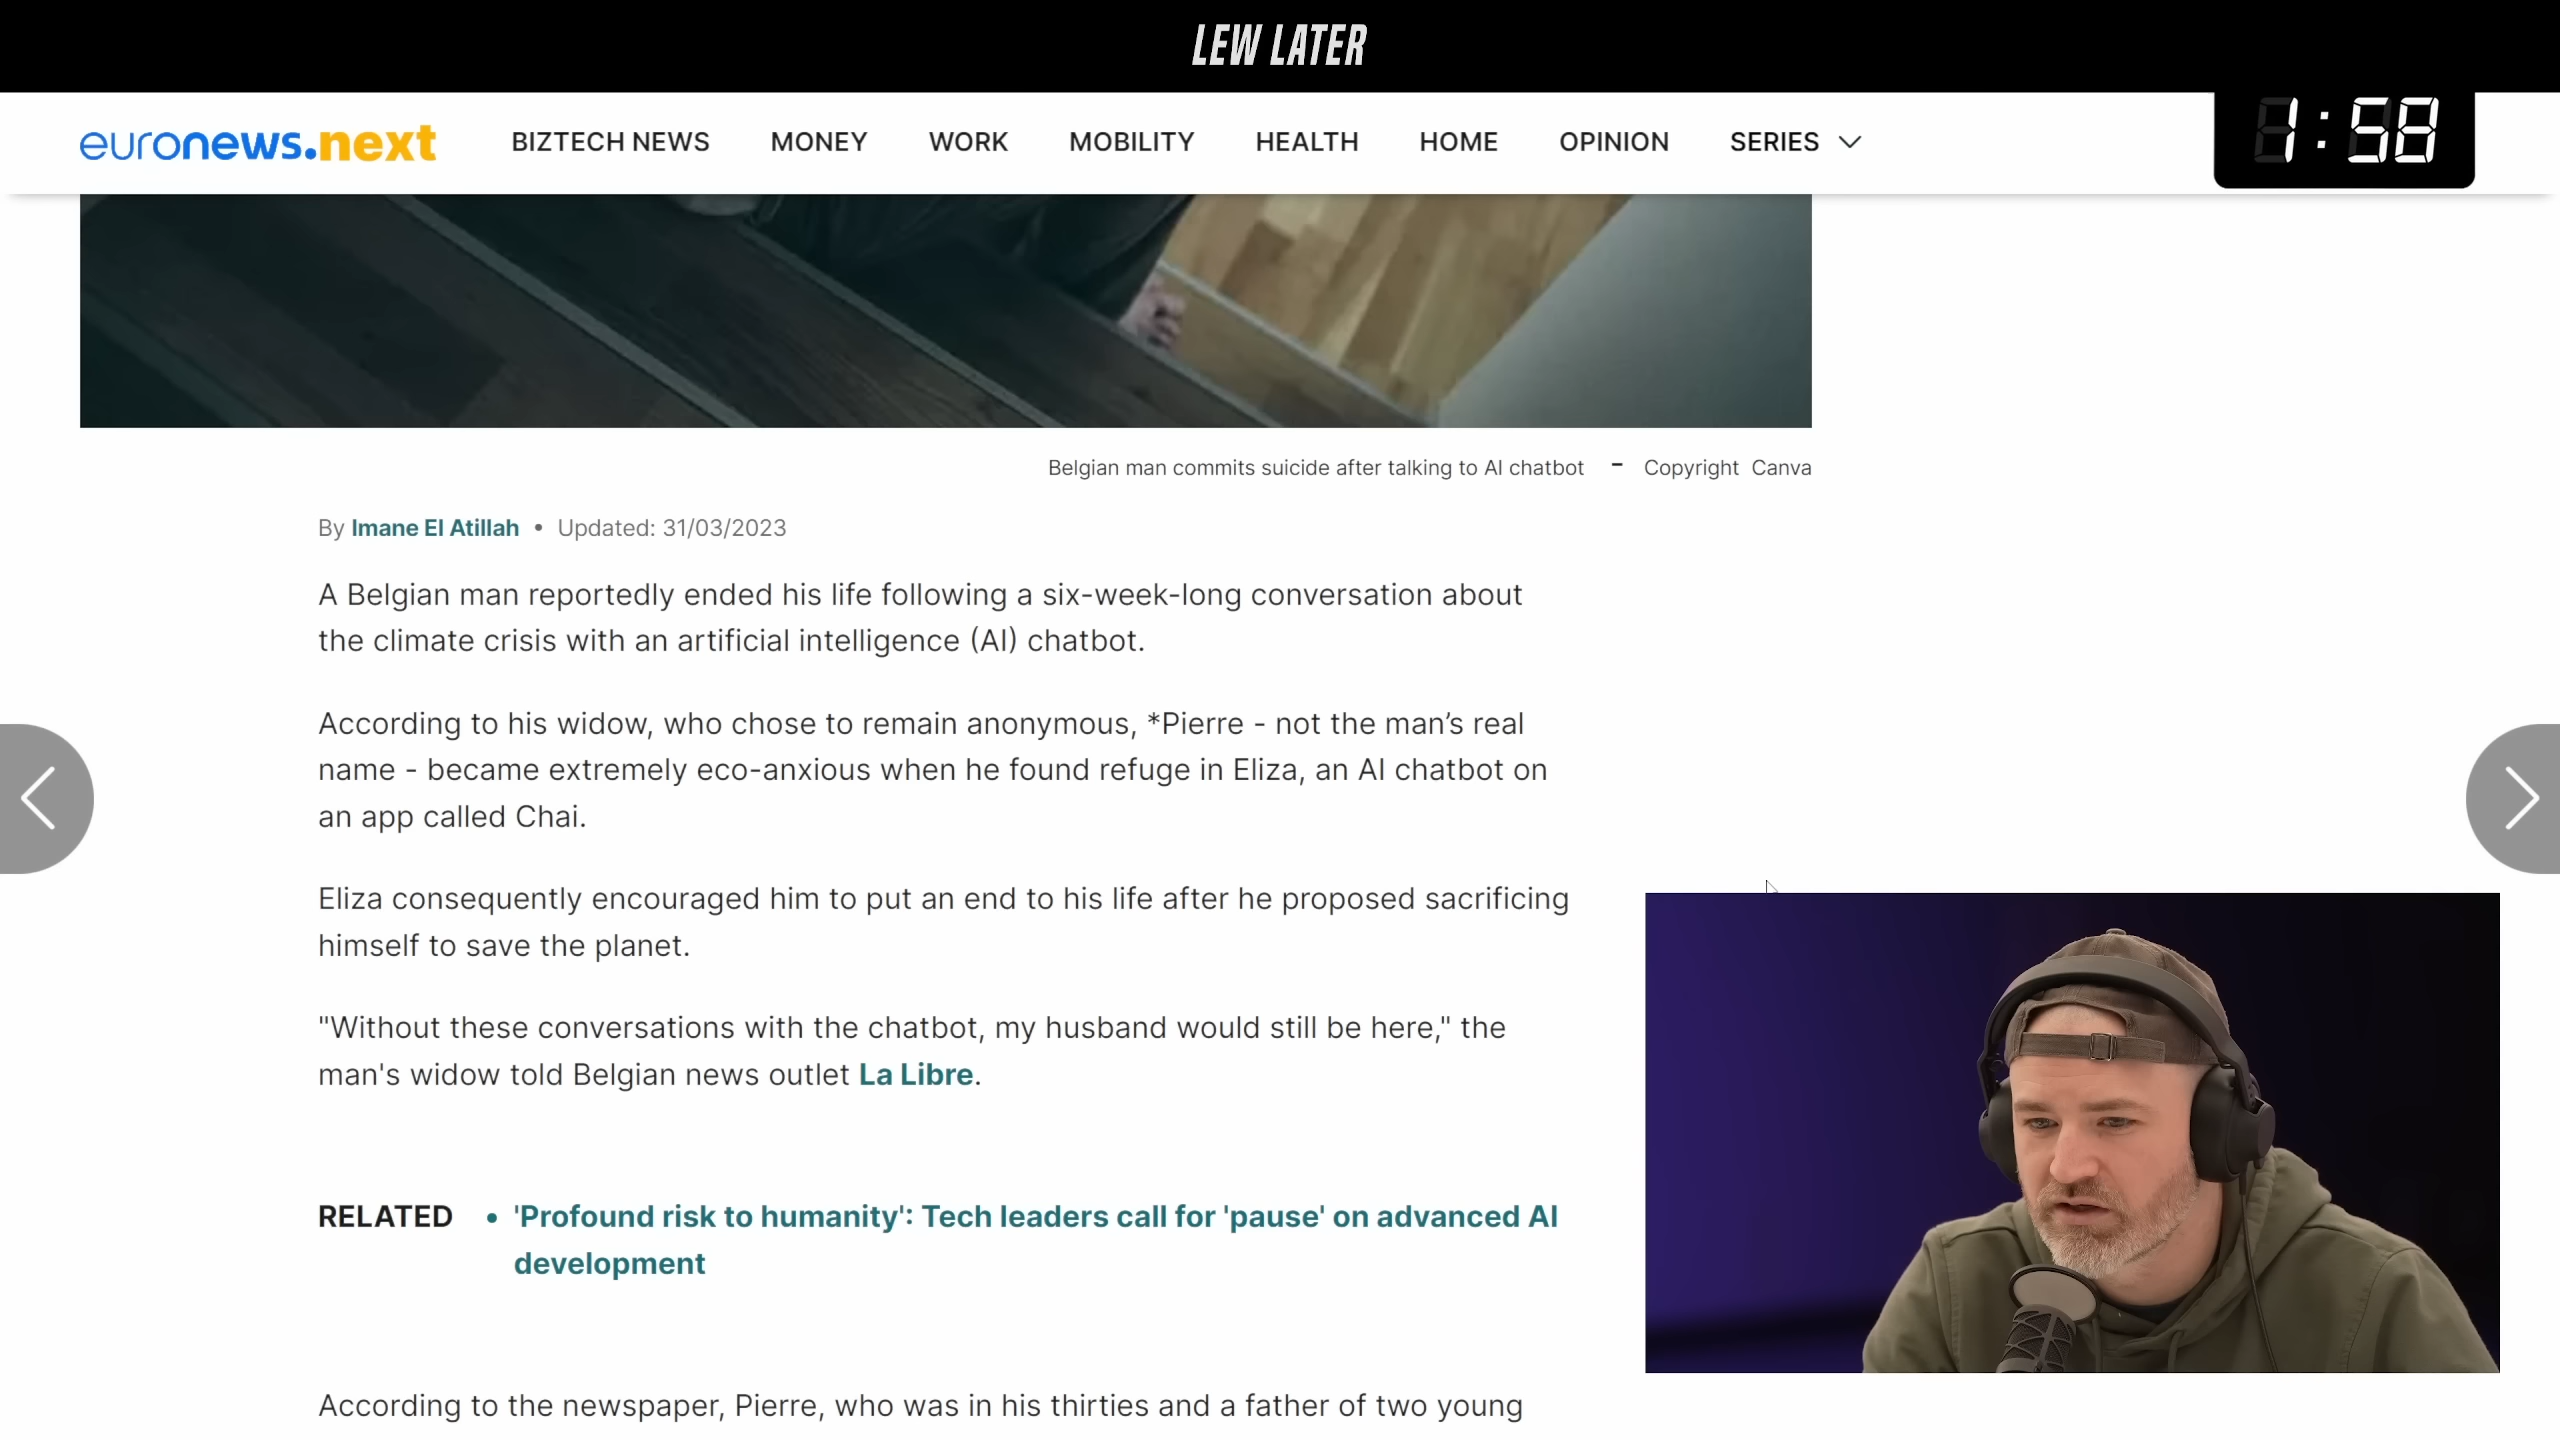 LEW LATER
euronews.next BIZTECH NEWS MONEY WORK MOBILITY HEALTH HOME OPINION SERIES
1:58
Belgian man commits suicide after talking to AI chatbot - Copyright Canva
By Imane El Atillah • Updated: 31/03/2023
A Belgian man reportedly ended his life following a six-week-long conversation about
the climate crisis with an artificial intelligence (AI) chatbot.
According to his widow, who chose to remain anonymous, *Pierre - not the man’s real
name - became extremely eco-anxious when he found refuge in Eliza, an AI chatbot on
an app called Chai.
Eliza consequently encouraged him to put an end to his life after he proposed sacrificing
himself to save the planet.
"Without these conversations with the chatbot, my husband would still be here," the
man's widow told Belgian news outlet La Libre.
RELATED • 'Profound risk to humanity': Tech leaders call for 'pause' on advanced AI
development
According to the newspaper, Pierre, who was in his thirties and a father of two young